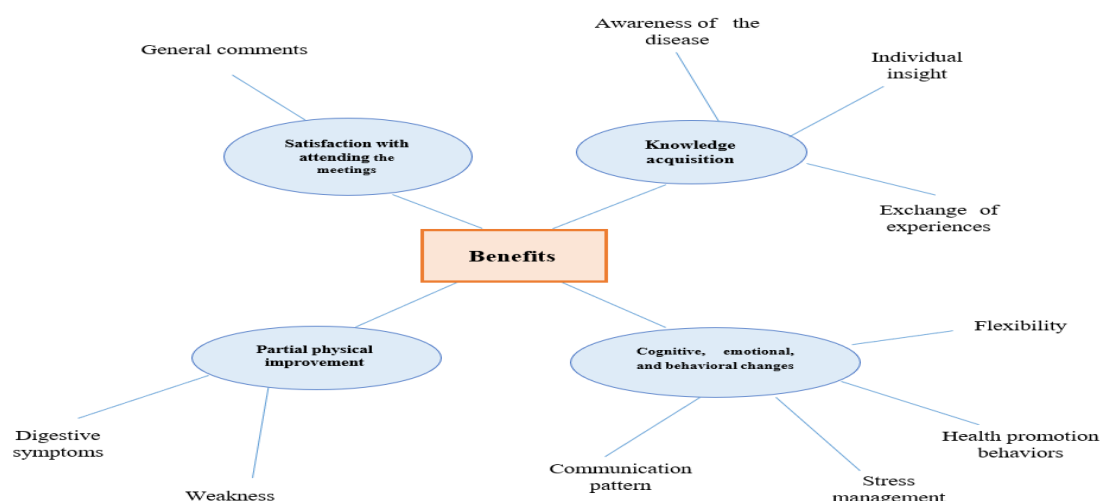 General comments
Awareness of the
disease
Individual
insight
Satisfaction with
attending the
meetings
Knowledge
acquisition
Exchange of
experiences
Benefits
Partial physical
improvement
Cognitive, emotional,
and behavioral changes
Flexibility
Digestive
symptoms
Weakness
Communication
pattern
Stress
management
Health promotion
behaviors